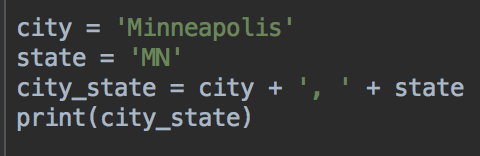 city = 'Minneapolis'
state = 'MN'
city_state = city + ', ' + state
print(city_state)